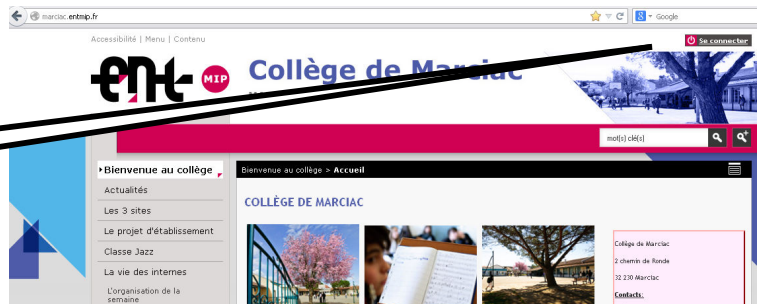 marciac.entmip.fr
Google
Accessibilité | Menu | Contenu
Se connecter
ent MIP
Collège de Marciac
mot(s) clé(s)
Bienvenue au collège
Bienvenue au collège > Accueil
Actualités
Les 3 sites
Le projet d'établissement
Classe Jazz
La vie des internes
L'organisation de la
semaine
COLLÈGE DE MARCIAC
Collège de Marciac
2 chemin de Ronde
32 230 Marciac
Contacts: